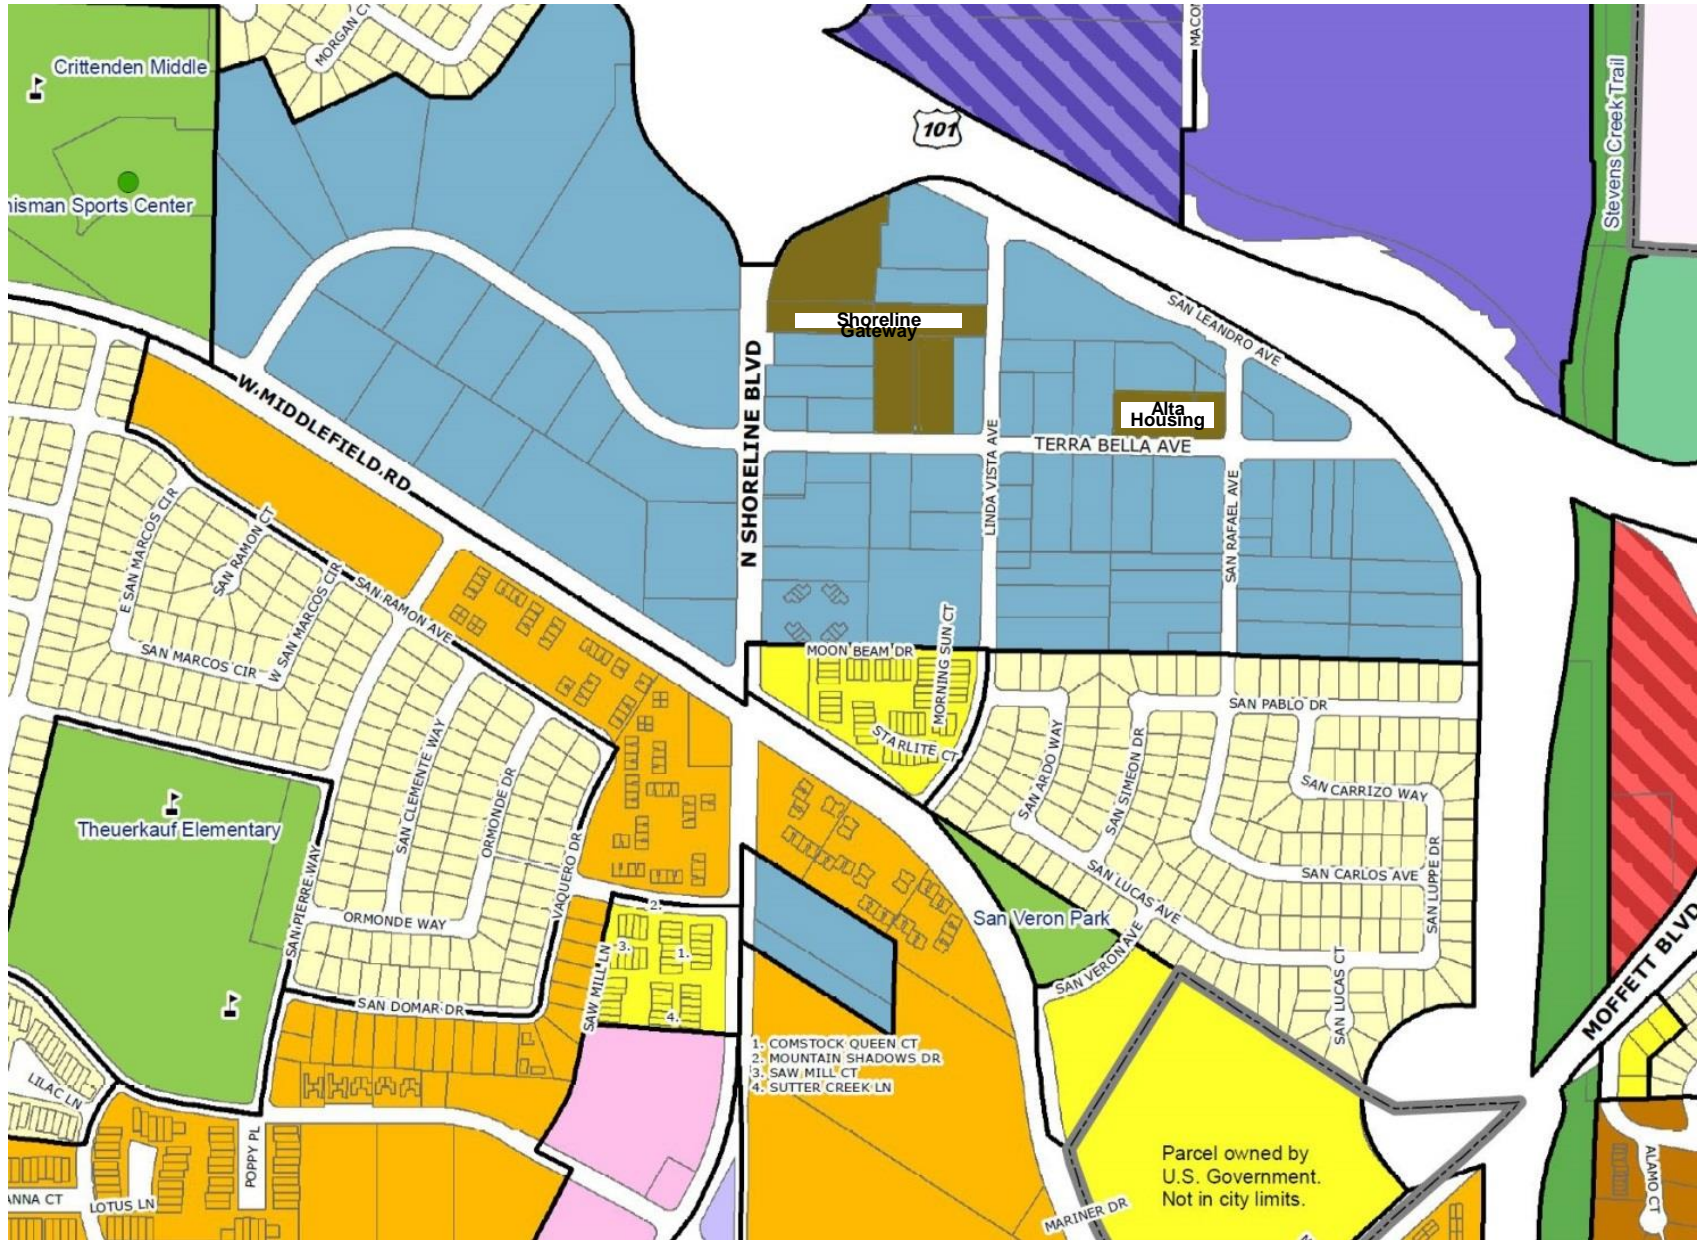 MORGAN CT
Crittenden Middle
101
Stevens Creek Trail
hisman Sports Center
SAN LEANDRO AVE
Shoreline
Gateway
Alta
Housing
N SHORELINE BLVD
W. MIDDLEFIELD RD
LINDA VISTA AVE
TERRA BELLA AVE
SAN RAFAEL AVE
E SAN MARCOS CIR
SAN RAMON CT
W SAN MARCOS CIR
SAN RAMON AVE
SAN MARCOS CIR
MOON BEAM DR
MORNING SUN CT
STARLITE CT
SAN PABLO DR
SAN ARDO WAY
SAN SIMEON DR
SAN CARRIZO WAY
SAN CLEMENTE WAY
ORMONDE DR
Theuerkauf Elementary
VAQUERO DR
SAN PIERRE WAY
ORMONDE WAY
SAN LUCAS AVE
SAN CARLOS AVE
SAN LUPPE DR
San Veron Park
SAN VERON AVE
SAN LUCAS CT
MOFFETT BLVD
2.
3.
1.
4.
SAW MILL LN
SAN DOMAR DR
1. COMSTOCK QUEEN CT
2. MOUNTAIN SHADOWS DR
3. SAW MILL CT
4. SUTTER CREEK LN
LILAC LN
POPPY PL
ANNA CT
LOTUS LN
Parcel owned by
U.S. Government.
Not in city limits.
MARINER DR
ALAMO CT